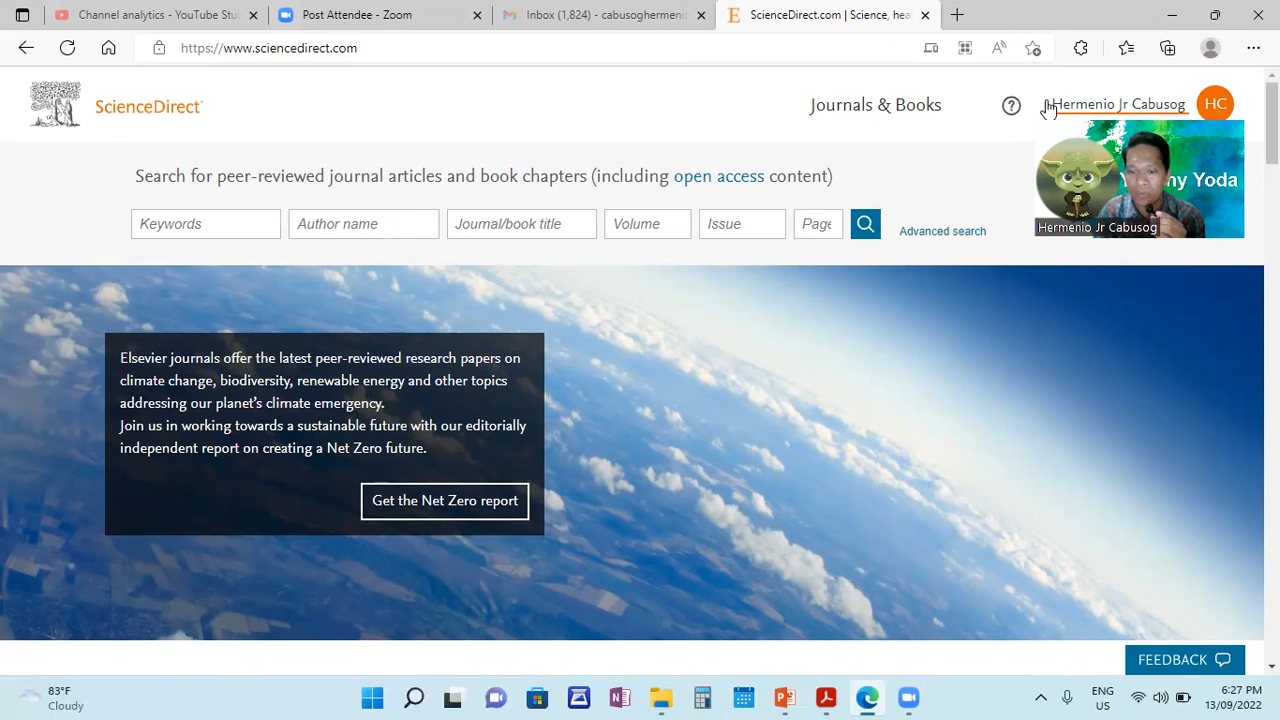 Channel analytics - YouTube Stu
Post Attendee - Zoom
Inbox (1,824) - cabusoghermeni
ScienceDirect.com | Science, hea
https://www.sciencedirect.com
ScienceDirect
Journals & Books
?
Hermenio Jr Cabusog
HC
Search for peer-reviewed journal articles and book chapters (including open access content)
Keywords
Author name
Journal/book title
Volume
Issue
Page
Advanced search
Yoda
Hermenio Jr Cabusog
Elsevier journals offer the latest peer-reviewed research papers on
climate change, biodiversity, renewable energy and other topics
addressing our planet's climate emergency.
Join us in working towards a sustainable future with our editorially
independent report on creating a Net Zero future.
Get the Net Zero report
FEEDBACK
83°F
Cloudy
ENG
US
6:27 PM
13/09/2022